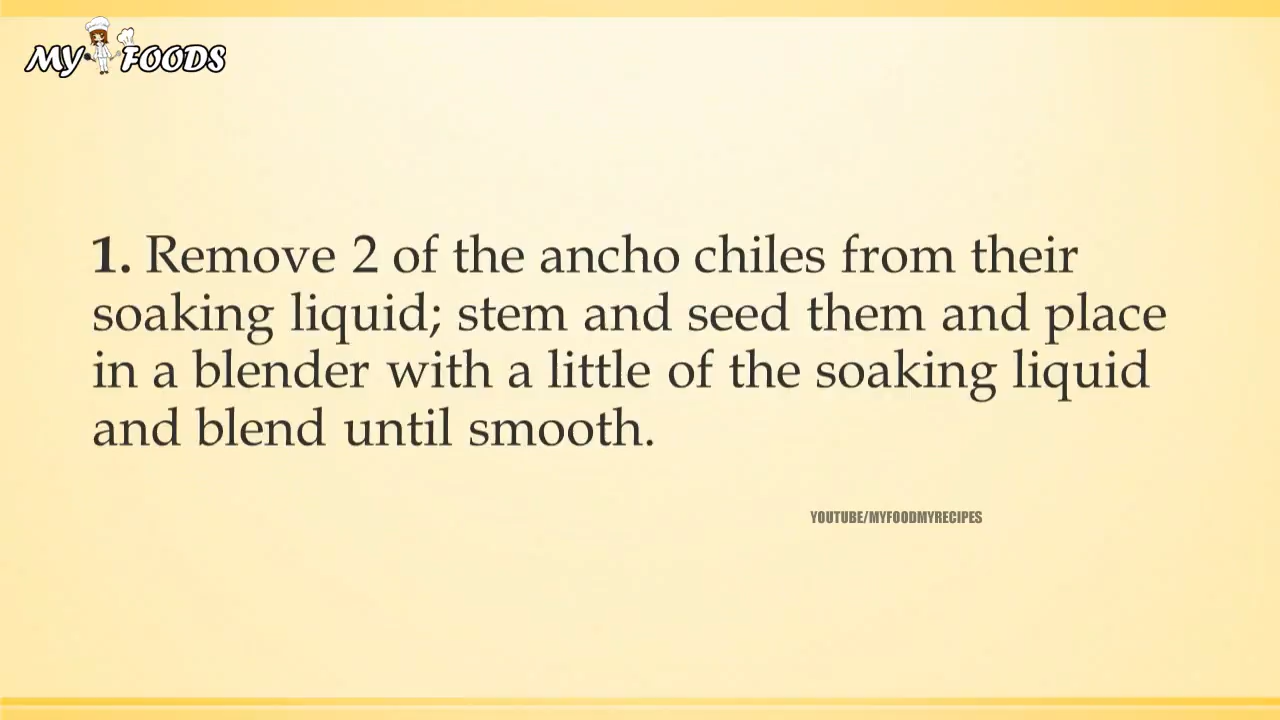 MY FOODS
1. Remove 2 of the ancho chiles from their
soaking liquid; stem and seed them and place
in a blender with a little of the soaking liquid
and blend until smooth.
YOUTUBE/MYFOODMYRECIPES